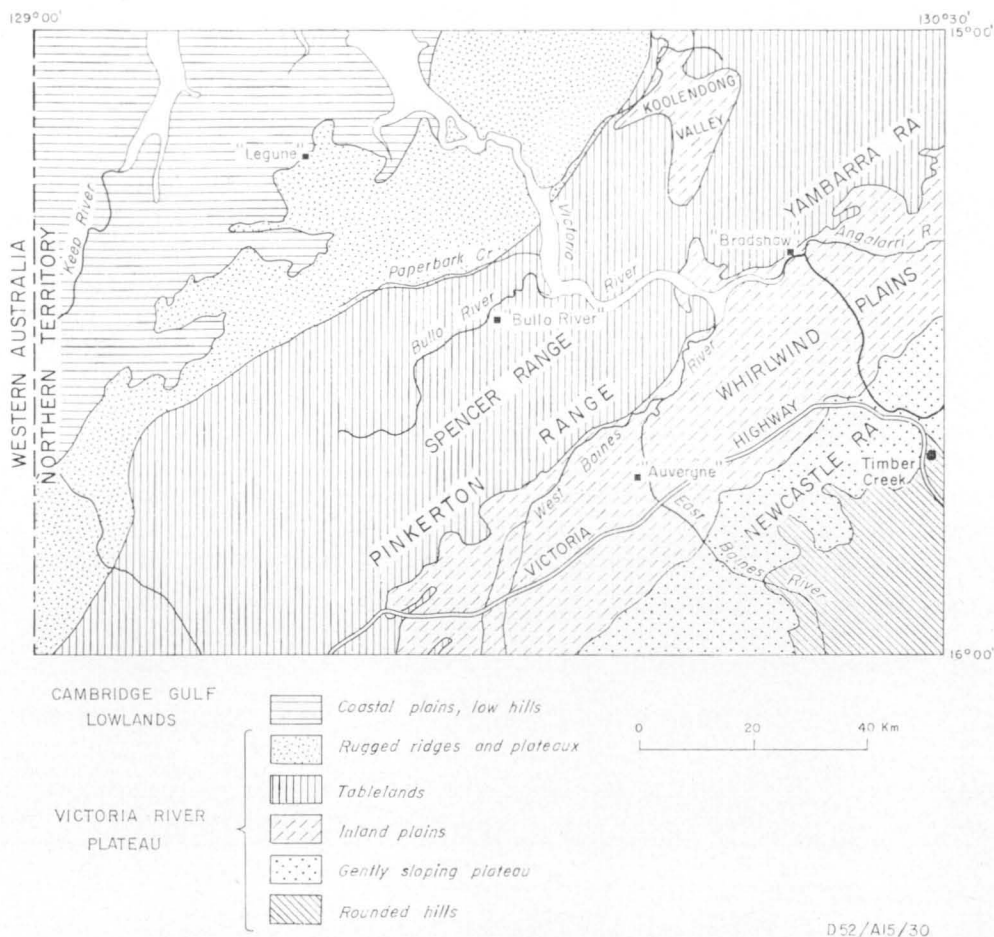 129°00'
130°30'
15°00'
KOOLENDONG
VALLEY
"Legune"
YAMBARRA RA
Keep River
Victoria
River
"Bradshaw"
Angalarri R.
WESTERN AUSTRALIA
NORTHERN TERRITORY
Paperbark Cr
Bullo River
"Bullo River"
PLAINS
SPENCER RANGE
WHIRLWIND
River
PINKERTON RANGE
Baines
West
HIGHWAY
"Auvergne"
NEWCASTLE RA
Timber
Creek
VICTORIA
East
Baines River
16°00'
CAMBRIDGE GULF
LOWLANDS
Coastal plains, low hills
0 20 40 Km
Rugged ridges and plateaux
VICTORIA RIVER
PLATEAU
Tablelands
Inland plains
Gently sloping plateau
Rounded hills
D52/A15/30